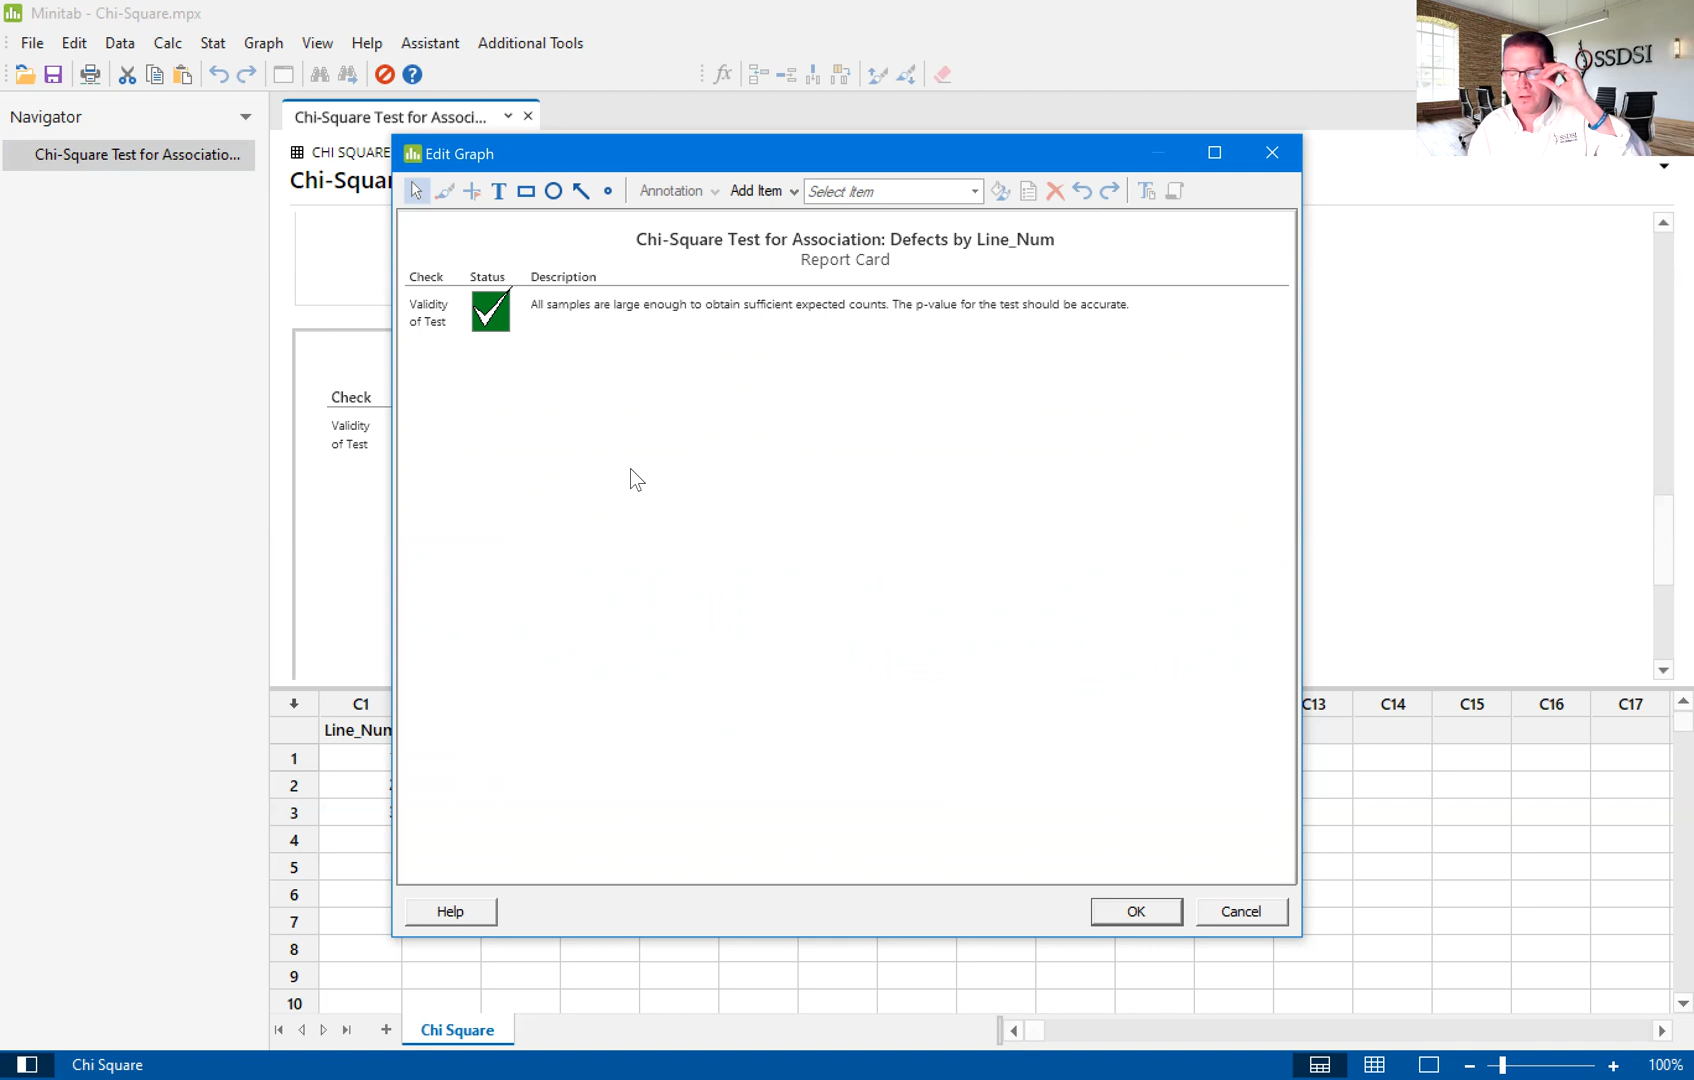 Minitab - Chi-Square.mpx
File Edit Data Calc Stat Graph View Help Assistant Additional Tools
SSDSI
Navigator
Chi-Square Test for Associatio...
Chi-Square Test for Associ...
CHI SQUARE
Chi-Squar
Edit Graph
Annotation Add Item Select Item
Chi-Square Test for Association: Defects by Line_Num
Report Card
Check Status Description
Validity of Test All samples are large enough to obtain sufficient expected counts. The p-value for the test should be accurate.
Check
Validity
of Test
Help OK Cancel
C1 C13 C14 C15 C16 C17
Line_Num
1
2
3
4
5
6
7
8
9
10
Chi Square
Chi Square 100%